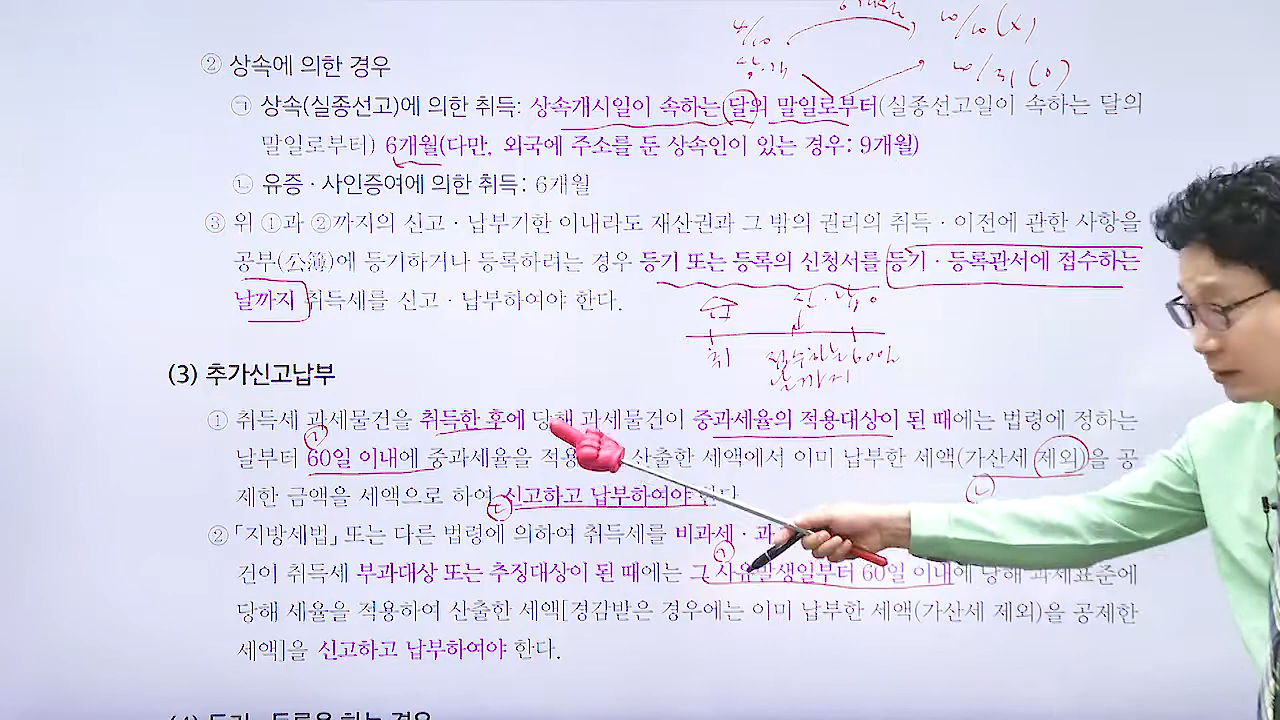 4/10 10/10 (X)
10/31 (O)
② 상속에 의한 경우
㉠ 상속(실종선고)에 의한 취득: 상속개시일이 속하는 달의 말일로부터(실종선고일이 속하는 달의
말일로부터) 6개월(다만, 외국에 주소를 둔 상속인이 있는 경우: 9개월)
㉡ 유증·사인증여에 의한 취득: 6개월
③ 위 ①과 ②까지의 신고·납부기한 이내라도 재산권과 그 밖의 권리의 취득·이전에 관한 사항을
공부(公簿)에 등기하거나 등록하려는 경우 등기 또는 등록의 신청서를 등기·등록관서에 접수하는
날까지 취득세를 신고·납부하여야 한다.
신·납
취 접수하는 60일
날까지
(3) 추가신고납부
① 취득세 과세물건을 취득한 후에 당해 과세물건이 중과세율의 적용대상이 된 때에는 법령에 정하는
날부터 60일 이내에 중과세율을 적용 산출한 세액에서 이미 납부한 세액(가산세 제외)을 공
제한 금액을 세액으로 하여 신고하고 납부하여야 한다.
② 「지방세법」 또는 다른 법령에 의하여 취득세를 비과세·과
건이 취득세 부과대상 또는 추징대상이 된 때에는 그 사유발생일부터 60일 이내에 당해 과세표준에
당해 세율을 적용하여 산출한 세액[경감받은 경우에는 이미 납부한 세액(가산세 제외)을 공제한
세액]을 신고하고 납부하여야 한다.